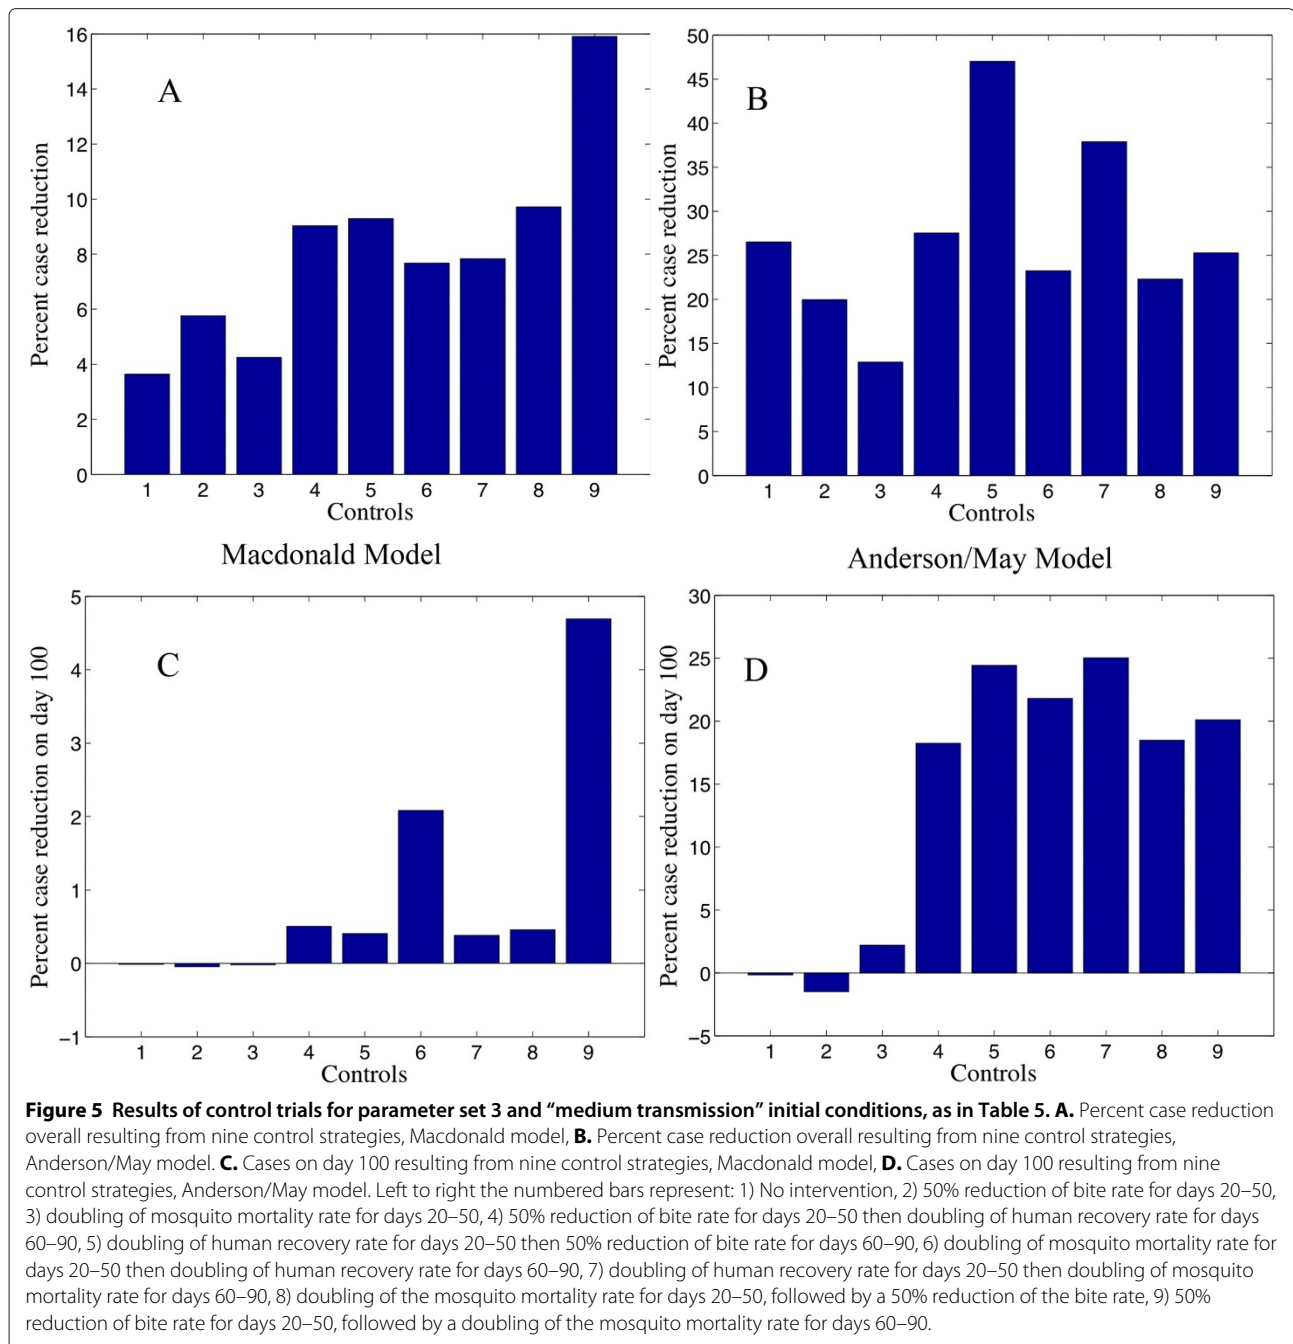 16
14
12
10
8
6
4
2
0
Percent case reduction
A
1 2 3 4 5 6 7 8 9
Controls
Macdonald Model
50
45
40
35
30
25
20
15
10
5
0
Percent case reduction
B
1 2 3 4 5 6 7 8 9
Controls
Anderson/May Model
5
4
3
2
1
0
−1
Percent case reduction on day 100
C
1 2 3 4 5 6 7 8 9
Controls
30
25
20
15
10
5
0
−5
Percent case reduction on day 100
D
1 2 3 4 5 6 7 8 9
Controls
Figure 5 Results of control trials for parameter set 3 and “medium transmission” initial conditions, as in Table 5. A. Percent case reduction
overall resulting from nine control strategies, Macdonald model, B. Percent case reduction overall resulting from nine control strategies,
Anderson/May model. C. Cases on day 100 resulting from nine control strategies, Macdonald model, D. Cases on day 100 resulting from nine
control strategies, Anderson/May model. Left to right the numbered bars represent: 1) No intervention, 2) 50% reduction of bite rate for days 20–50,
3) doubling of mosquito mortality rate for days 20–50, 4) 50% reduction of bite rate for days 20–50 then doubling of human recovery rate for days
60–90, 5) doubling of human recovery rate for days 20–50 then 50% reduction of bite rate for days 60–90, 6) doubling of mosquito mortality rate for
days 20–50 then doubling of human recovery rate for days 60–90, 7) doubling of human recovery rate for days 20–50 then doubling of mosquito
mortality rate for days 60–90, 8) doubling of the mosquito mortality rate for days 20–50, followed by a 50% reduction of the bite rate, 9) 50%
reduction of bite rate for days 20–50, followed by a doubling of the mosquito mortality rate for days 60–90.